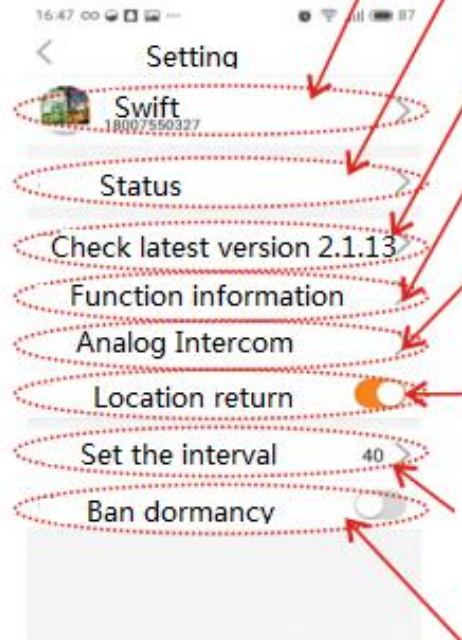 16:47 87
Setting
Swift
18007550327
Status
Check latest version 2.1.13
Function information
Analog Intercom
Location return
Set the interval 40
Ban dormancy